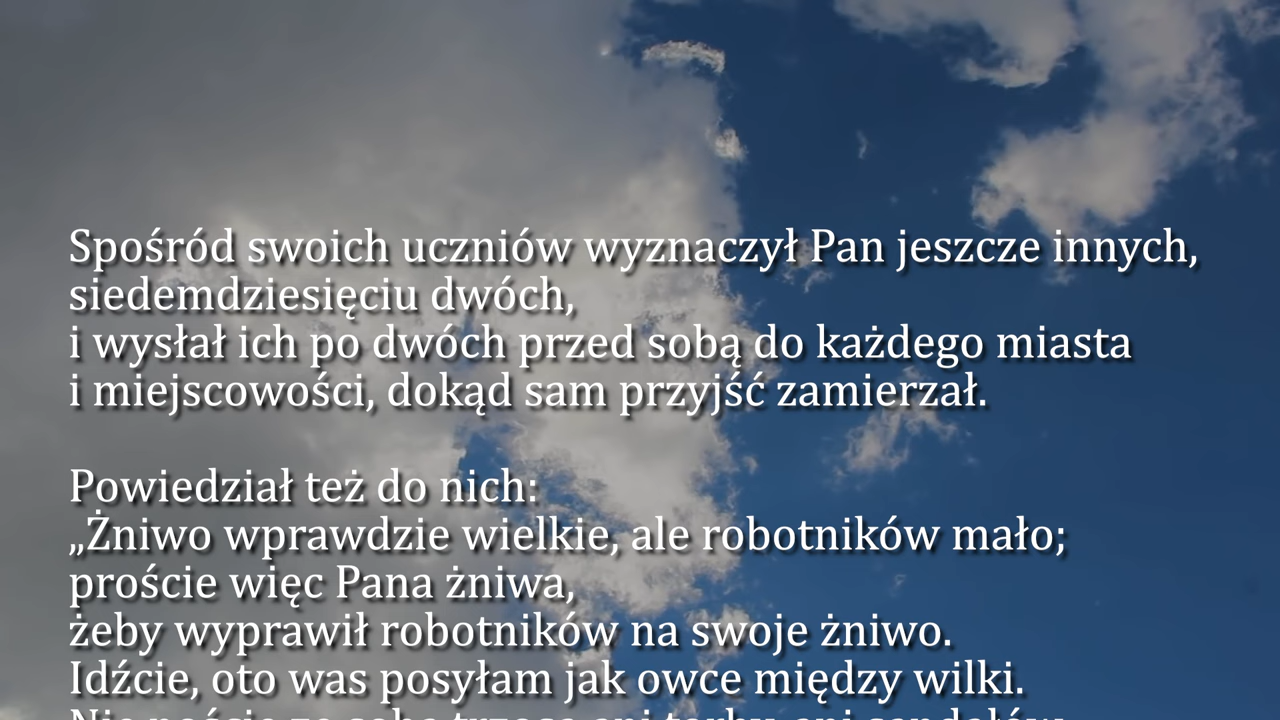 Spośród swoich uczniów wyznaczył Pan jeszcze innych,
siedemdziesięciu dwóch,
i wysłał ich po dwóch przed sobą do każdego miasta
i miejscowości, dokąd sam przyjść zamierzał.
Powiedział też do nich:
„Żniwo wprawdzie wielkie, ale robotników mało;
proście więc Pana żniwa,
żeby wyprawił robotników na swoje żniwo.
Idźcie, oto was posyłam jak owce między wilki.